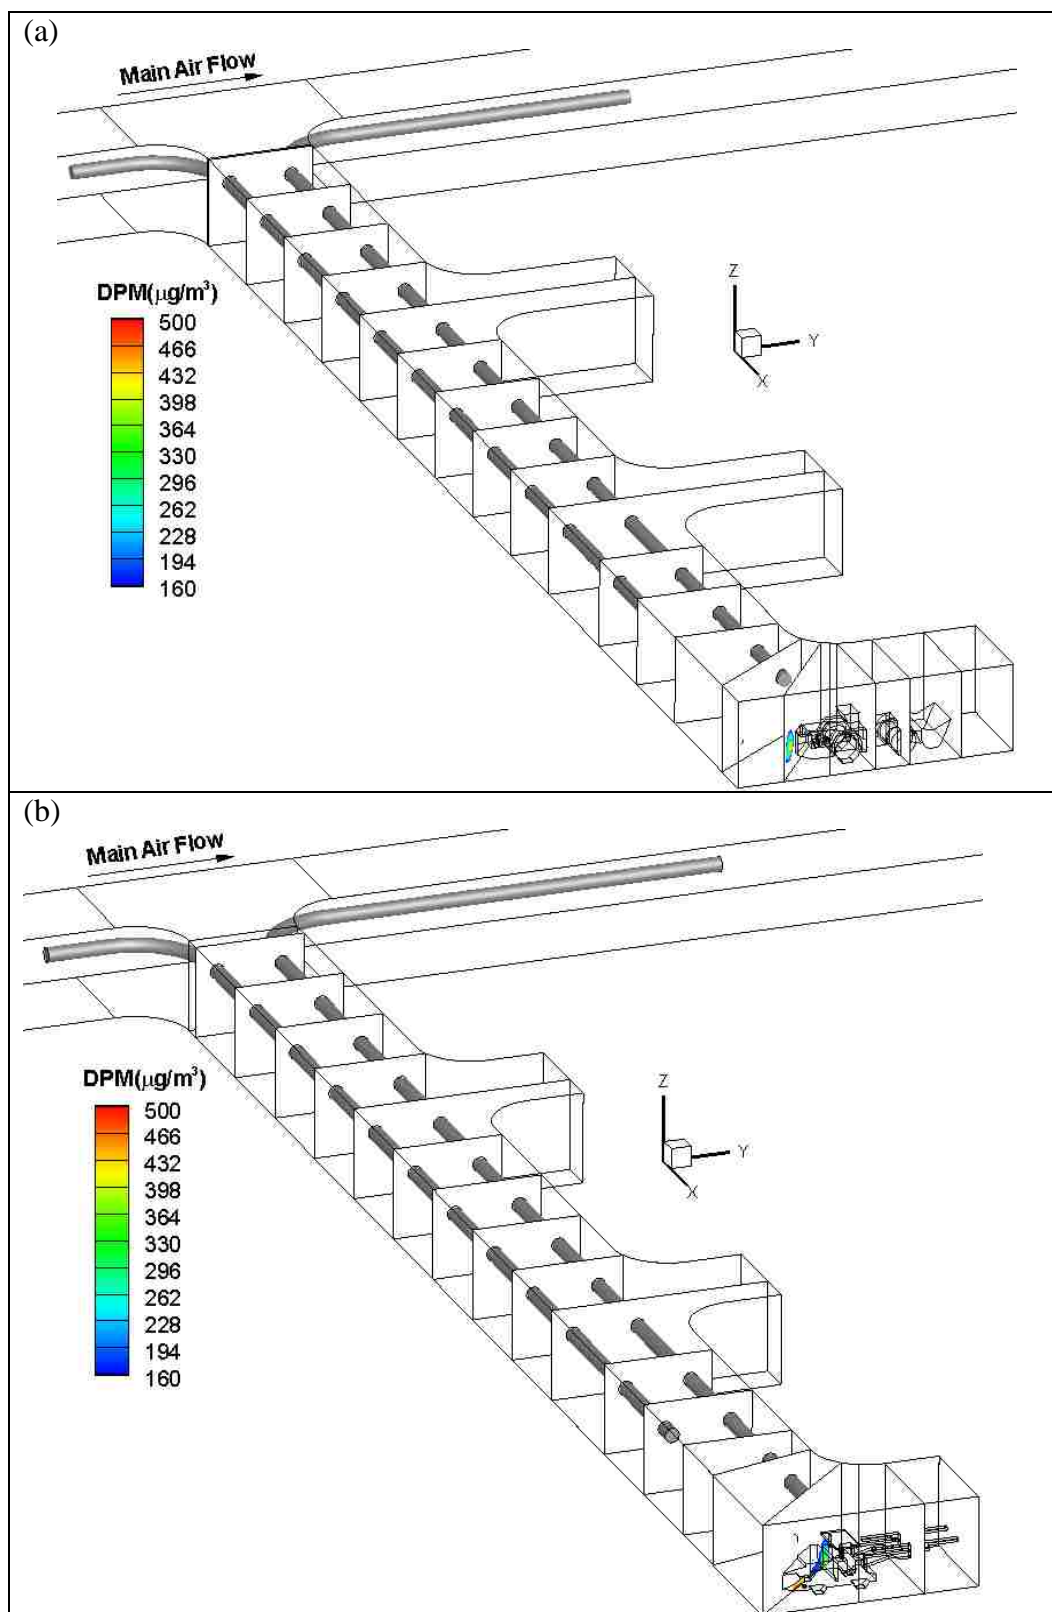 (a)
Main Air Flow
DPM(μg/m³)
500
466
432
398
364
330
296
262
228
194
160
Z
Y
X
(b)
Main Air Flow
DPM(μg/m³)
500
466
432
398
364
330
296
262
228
194
160
Z
Y
X